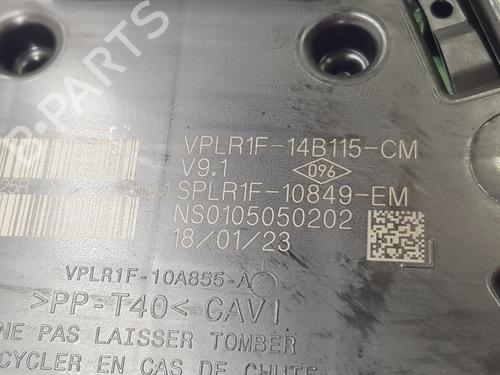 VPLR1F-14B115-CM
V9.1
096
25R
SPLR1F-10849-EM
NS0105050202
18/01/23
VPLR1F-10A855-A
>PP-T40< CAV1
NE PAS LAISSER TOMBER
CYCLER EN CAS DE CHUTE
B-PARTS